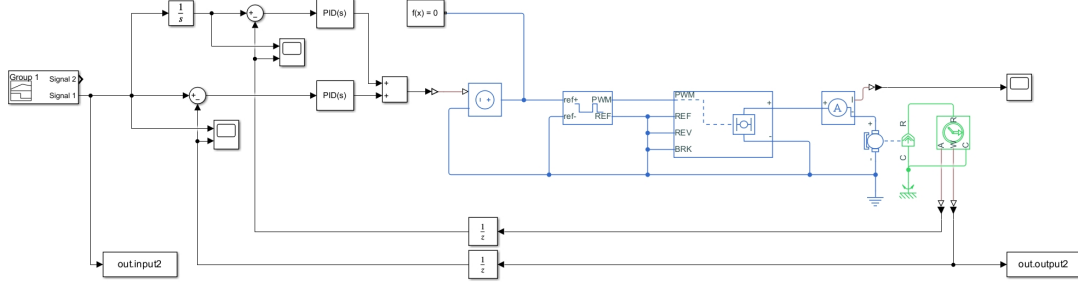 1
s
+
-
PID(s)
f(x) = 0
Group 1
Signal 2
Signal 1
+
-
PID(s)
+
+
ref+
ref-
PWM
REF
PWM
REF
REV
BRK
+
-
+
A
-
I
+
-
R
C
R
A
W
C
1
z
1
z
out.input2
out.output2